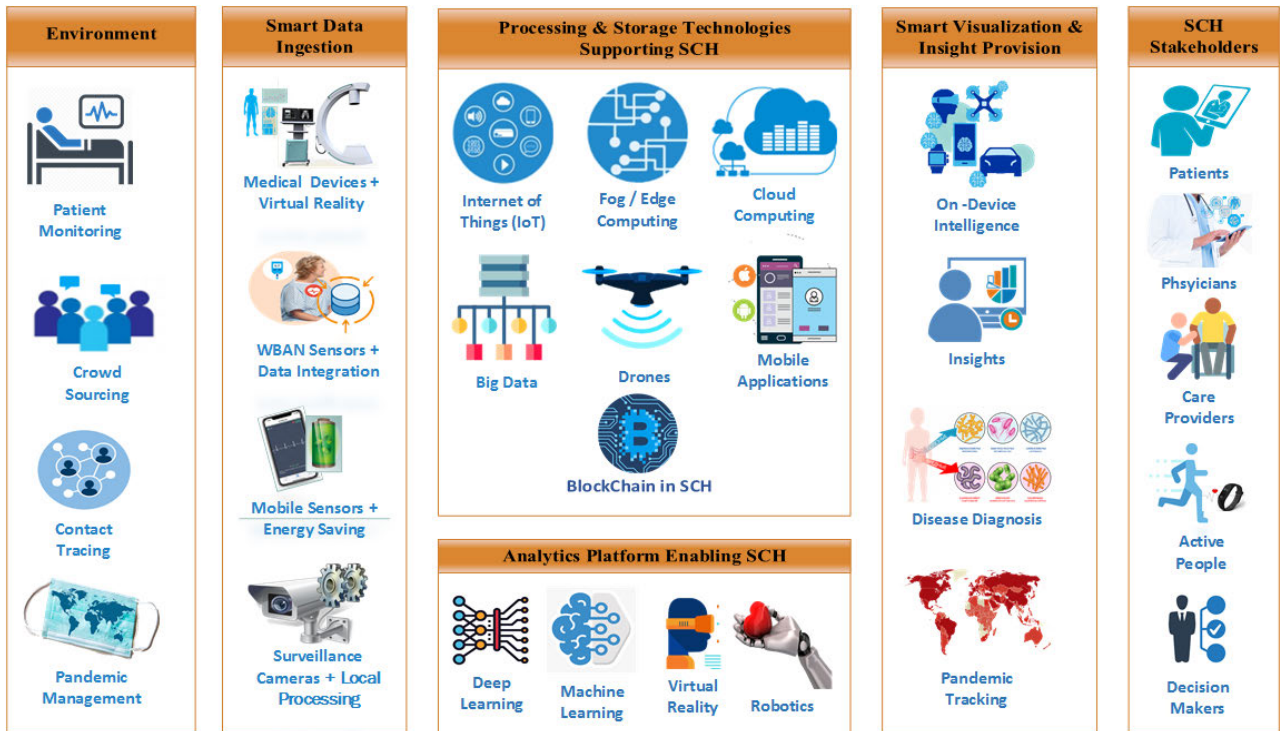 Environment
Patient
Monitoring
Crowd
Sourcing
Contact
Tracing
Pandemic
Management
Smart Data
Ingestion
Medical Devices +
Virtual Reality
WBAN Sensors +
Data Integration
Mobile Sensors +
Energy Saving
Surveillance
Cameras + Local
Processing
Processing & Storage Technologies
Supporting SCH
Internet of
Things (IoT)
Fog / Edge
Computing
Cloud
Computing
Big Data
Drones
Mobile
Applications
BlockChain in SCH
Analytics Platform Enabling SCH
Deep
Learning
Machine
Learning
Virtual
Reality
Robotics
Smart Visualization &
Insight Provision
On -Device
Intelligence
Insights
Disease Diagnosis
Pandemic
Tracking
SCH
Stakeholders
Patients
Phsyicians
Care
Providers
Active
People
Decision
Makers